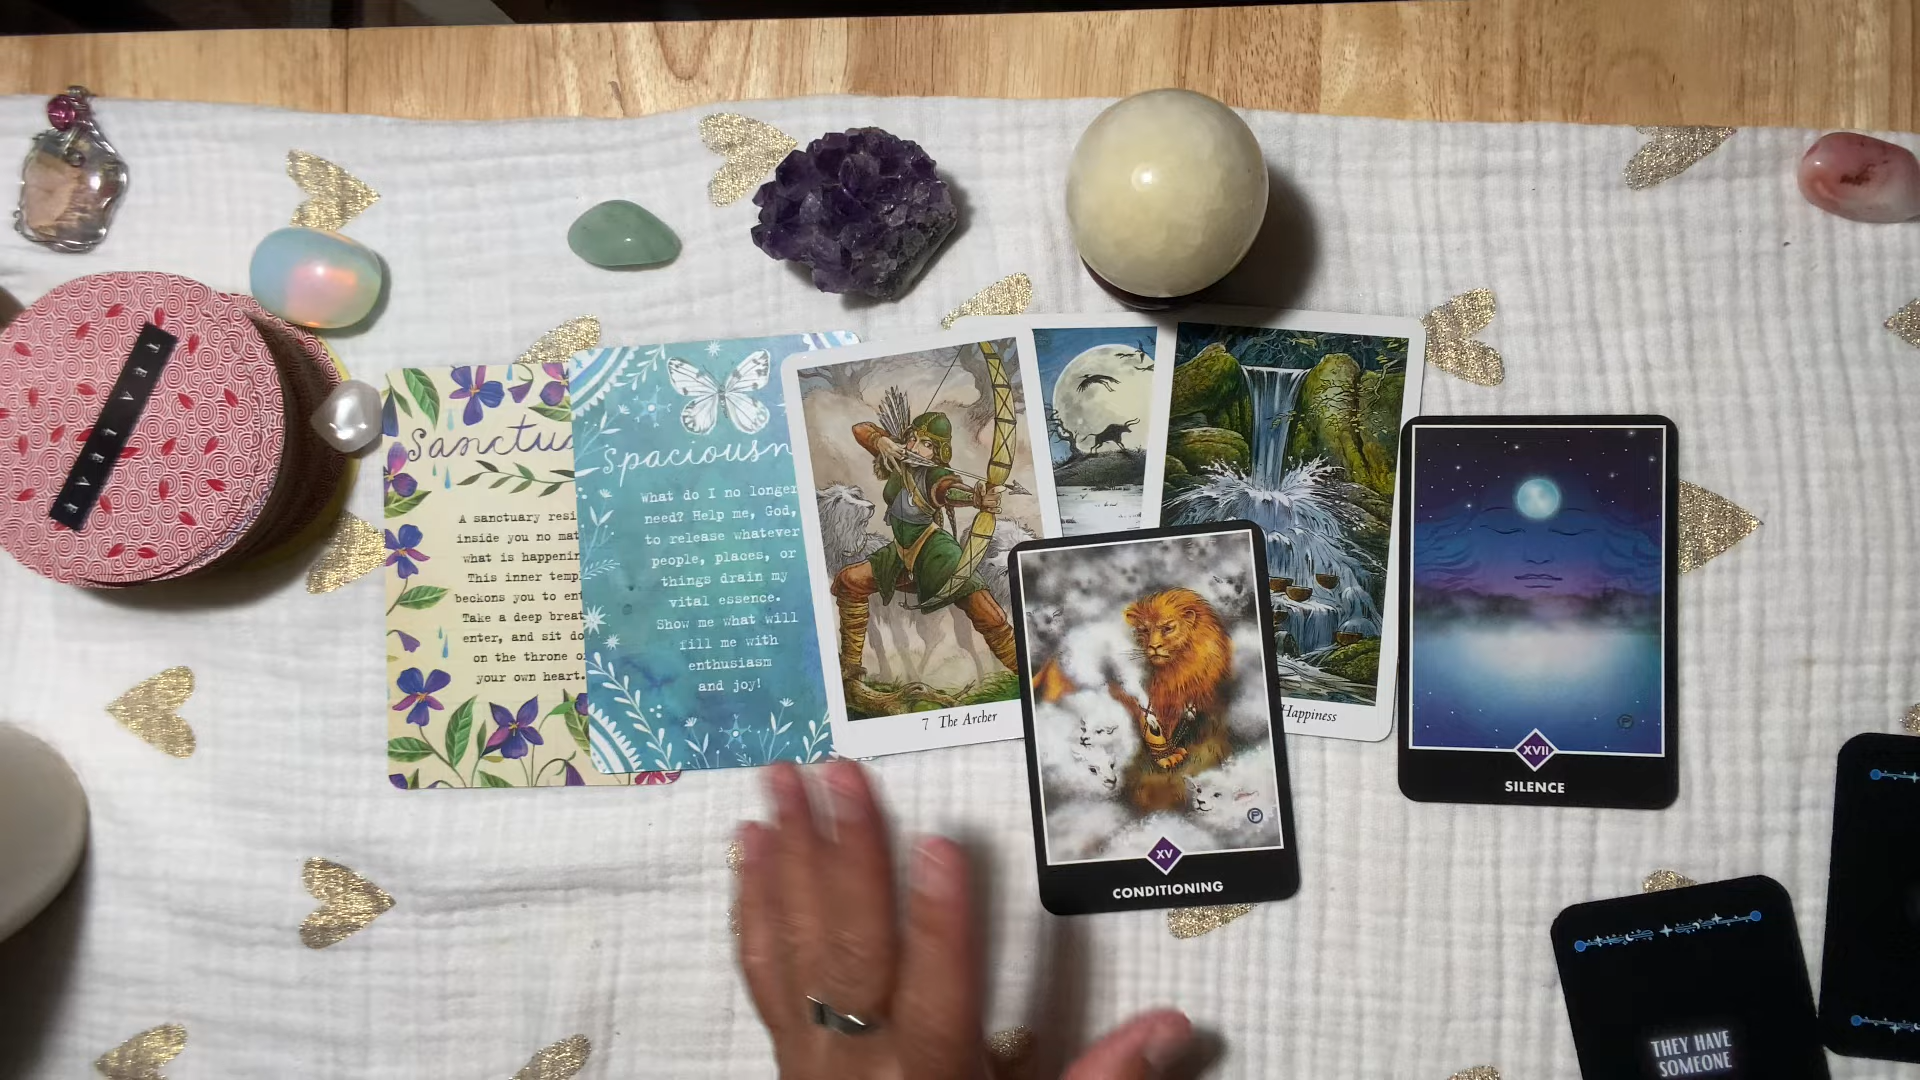 Spaciousn
What do I no longer
need? Help me, God,
to release whatever
people, places, or
things drain my
vital essence.
Show me what will
fill me with
enthusiasm
and joy!
A sanctuary resi
inside you no mat
what is happenin
This inner temp
beckons you to ent
Take a deep breat
enter, and sit do
on the throne o
your own heart.
7 The Archer
Happiness
XV
CONDITIONING
XVII
SILENCE
THEY HAVE
SOMEONE